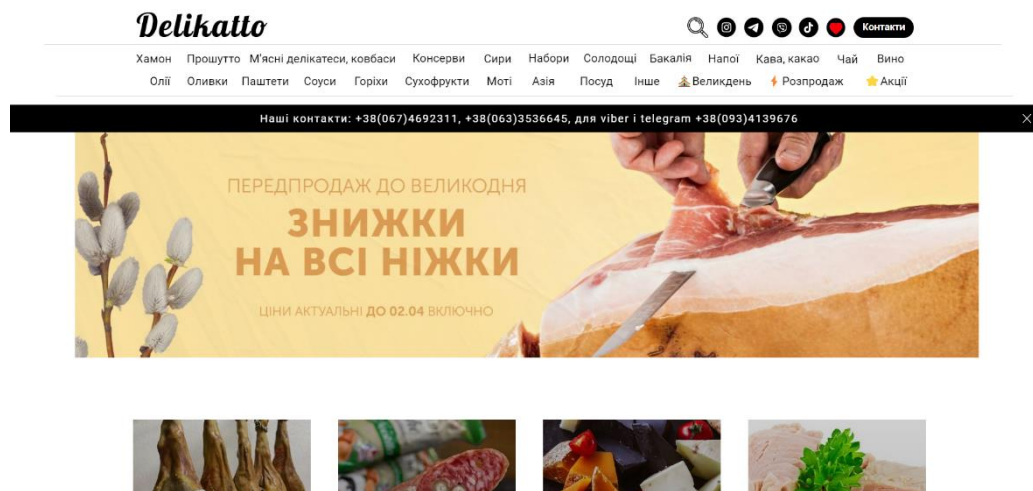 Delikatto
Контакти
Хамон Прошутто М'ясні делікатеси, ковбаси Консерви Сири Набори Солодощі Бакалія Напої Кава, какао Чай Вино
Олії Оливки Паштети Соуси Горіхи Сухофрукти Моті Азія Посуд Інше Великдень Розпродаж Акції
Наші контакти: +38(067)4692311, +38(063)3536645, для viber і telegram +38(093)4139676
ПЕРЕДПРОДАЖ ДО ВЕЛИКОДНЯ
ЗНИЖКИ
НА ВСІ НІЖКИ
ЦІНИ АКТУАЛЬНІ ДО 02.04 ВКЛЮЧНО